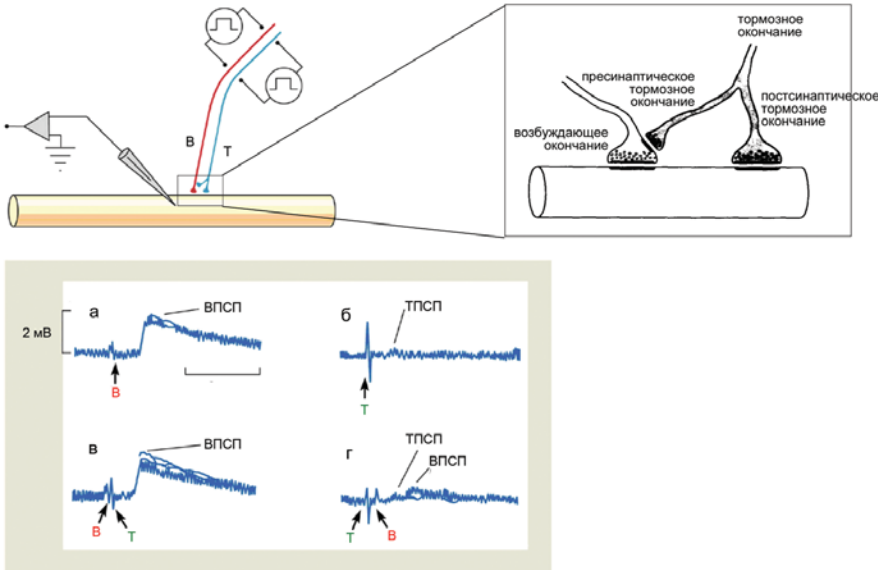 В
Т
тормозное
окончание
пресинаптическое
тормозное
окончание
постсинаптическое
тормозное
окончание
возбуждающее
окончание
а
ВПСП
2 мВ
В
б
ТПСП
Т
в
ВПСП
В
Т
г
ТПСП
ВПСП
Т
В